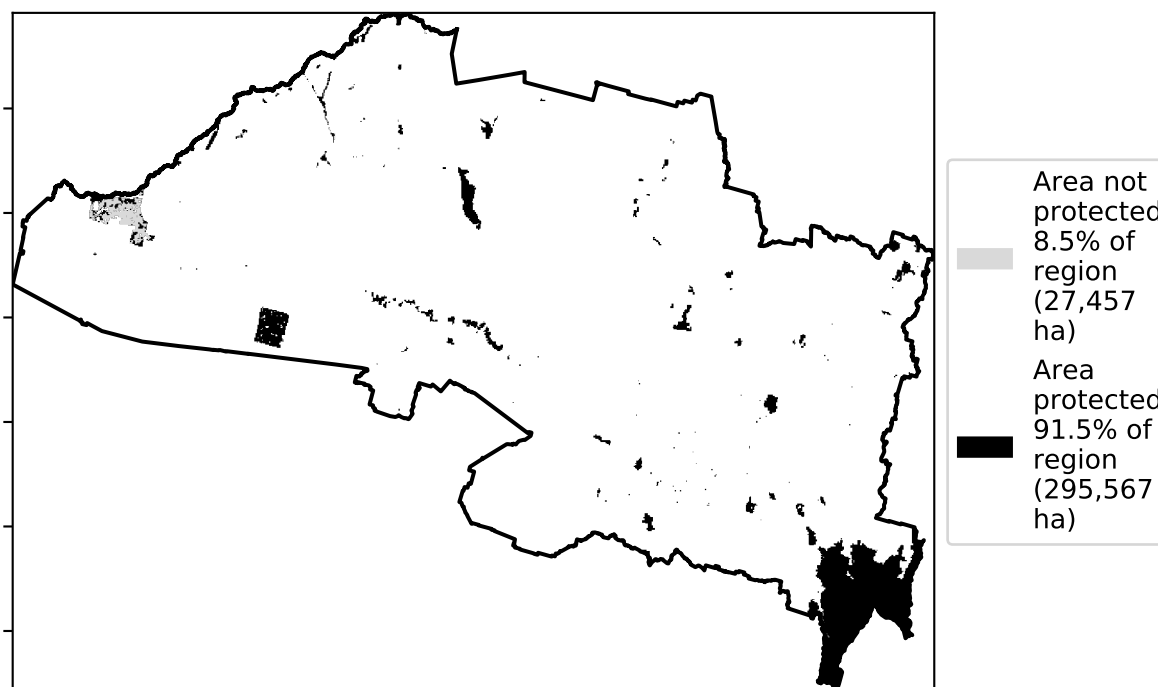 Area not
protected
8.5% of
region
(27,457
ha)
Area
protected
91.5% of
region
(295,567
ha)